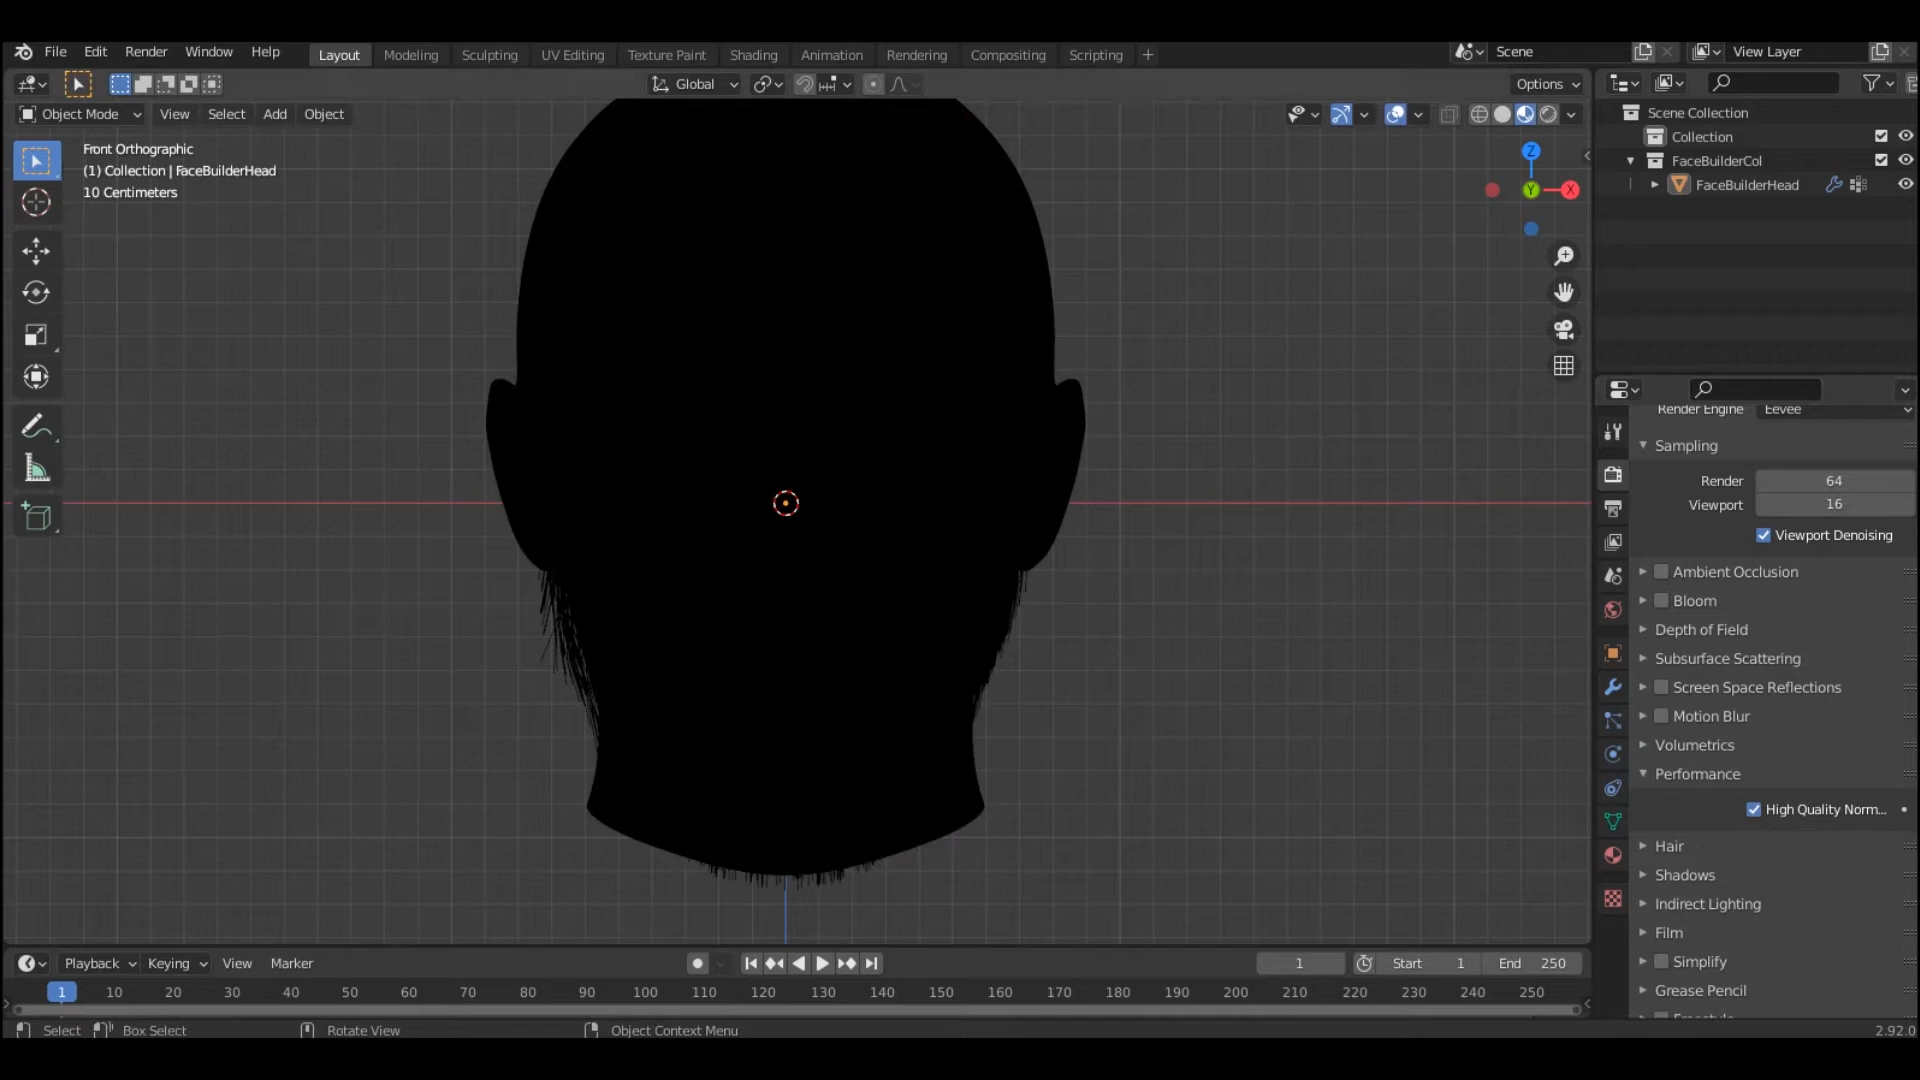 File Edit Render Window Help Layout Modeling Sculpting UV Editing Texture Paint Shading Animation Rendering Compositing Scripting + Scene View Layer
Global Options
Object Mode View Select Add Object
Front Orthographic
(1) Collection | FaceBuilderHead
10 Centimeters
Z
Y
X
Scene Collection
Collection
FaceBuilderCol
FaceBuilderHead
Render Engine Eevee
Sampling
Render 64
Viewport 16
Viewport Denoising
Ambient Occlusion
Bloom
Depth of Field
Subsurface Scattering
Screen Space Reflections
Motion Blur
Volumetrics
Performance
High Quality Norm...
Hair
Shadows
Indirect Lighting
Film
Simplify
Grease Pencil
Freestyle
Playback Keying View Marker 1 Start 1 End 250
1 10 20 30 40 50 60 70 80 90 100 110 120 130 140 150 160 170 180 190 200 210 220 230 240 250
Select Box Select Rotate View Object Context Menu 2.92.0